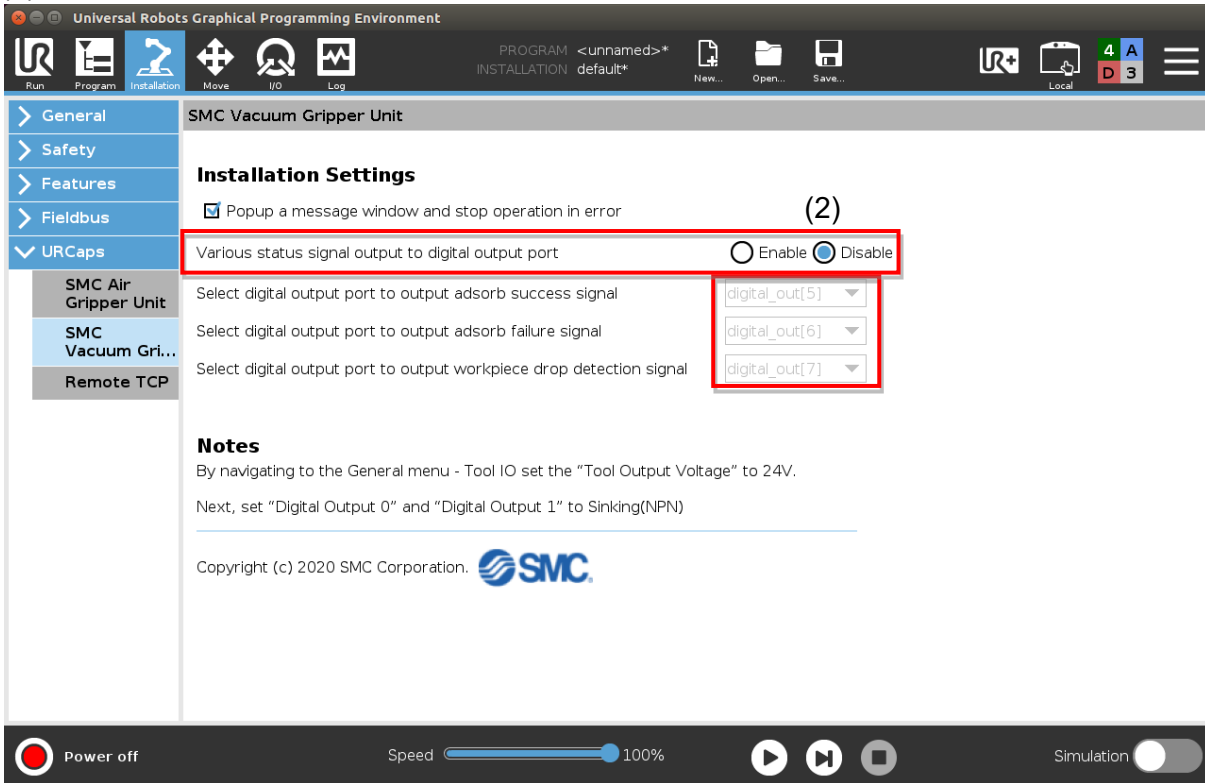 Universal Robots Graphical Programming Environment
UR
Run
Program
Installation
Move
I/O
Log
PROGRAM <unnamed>*
INSTALLATION default*
New...
Open...
Save...
UR+
Local
4 A
D 3
General
Safety
Features
Fieldbus
URCaps
SMC Air
Gripper Unit
SMC
Vacuum Gri...
Remote TCP
SMC Vacuum Gripper Unit
Installation Settings
Popup a message window and stop operation in error
(2)
Various status signal output to digital output port Enable Disable
Select digital output port to output adsorb success signal digital_out[5]
Select digital output port to output adsorb failure signal digital_out[6]
Select digital output port to output workpiece drop detection signal digital_out[7]
Notes
By navigating to the General menu - Tool IO set the “Tool Output Voltage” to 24V.
Next, set “Digital Output 0” and “Digital Output 1” to Sinking(NPN)
Copyright (c) 2020 SMC Corporation. SMC.
Power off
Speed 100%
Simulation